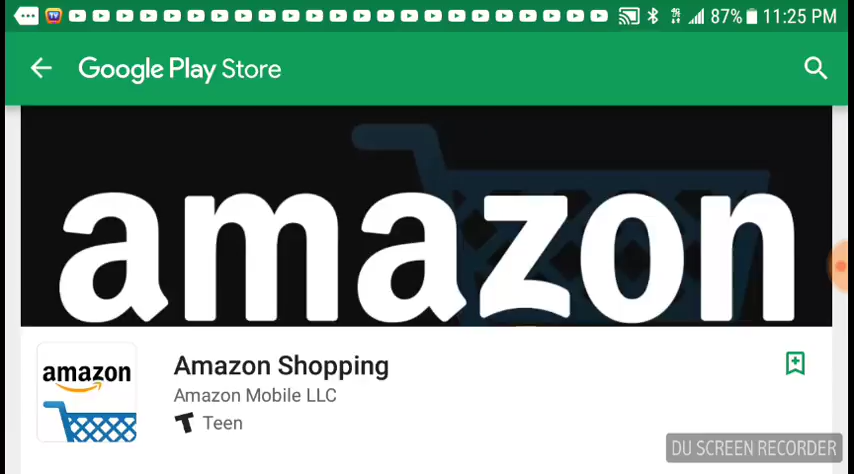 87% 11:25 PM
Google Play Store
amazon
amazon
Amazon Shopping
Amazon Mobile LLC
T Teen
DU SCREEN RECORDER